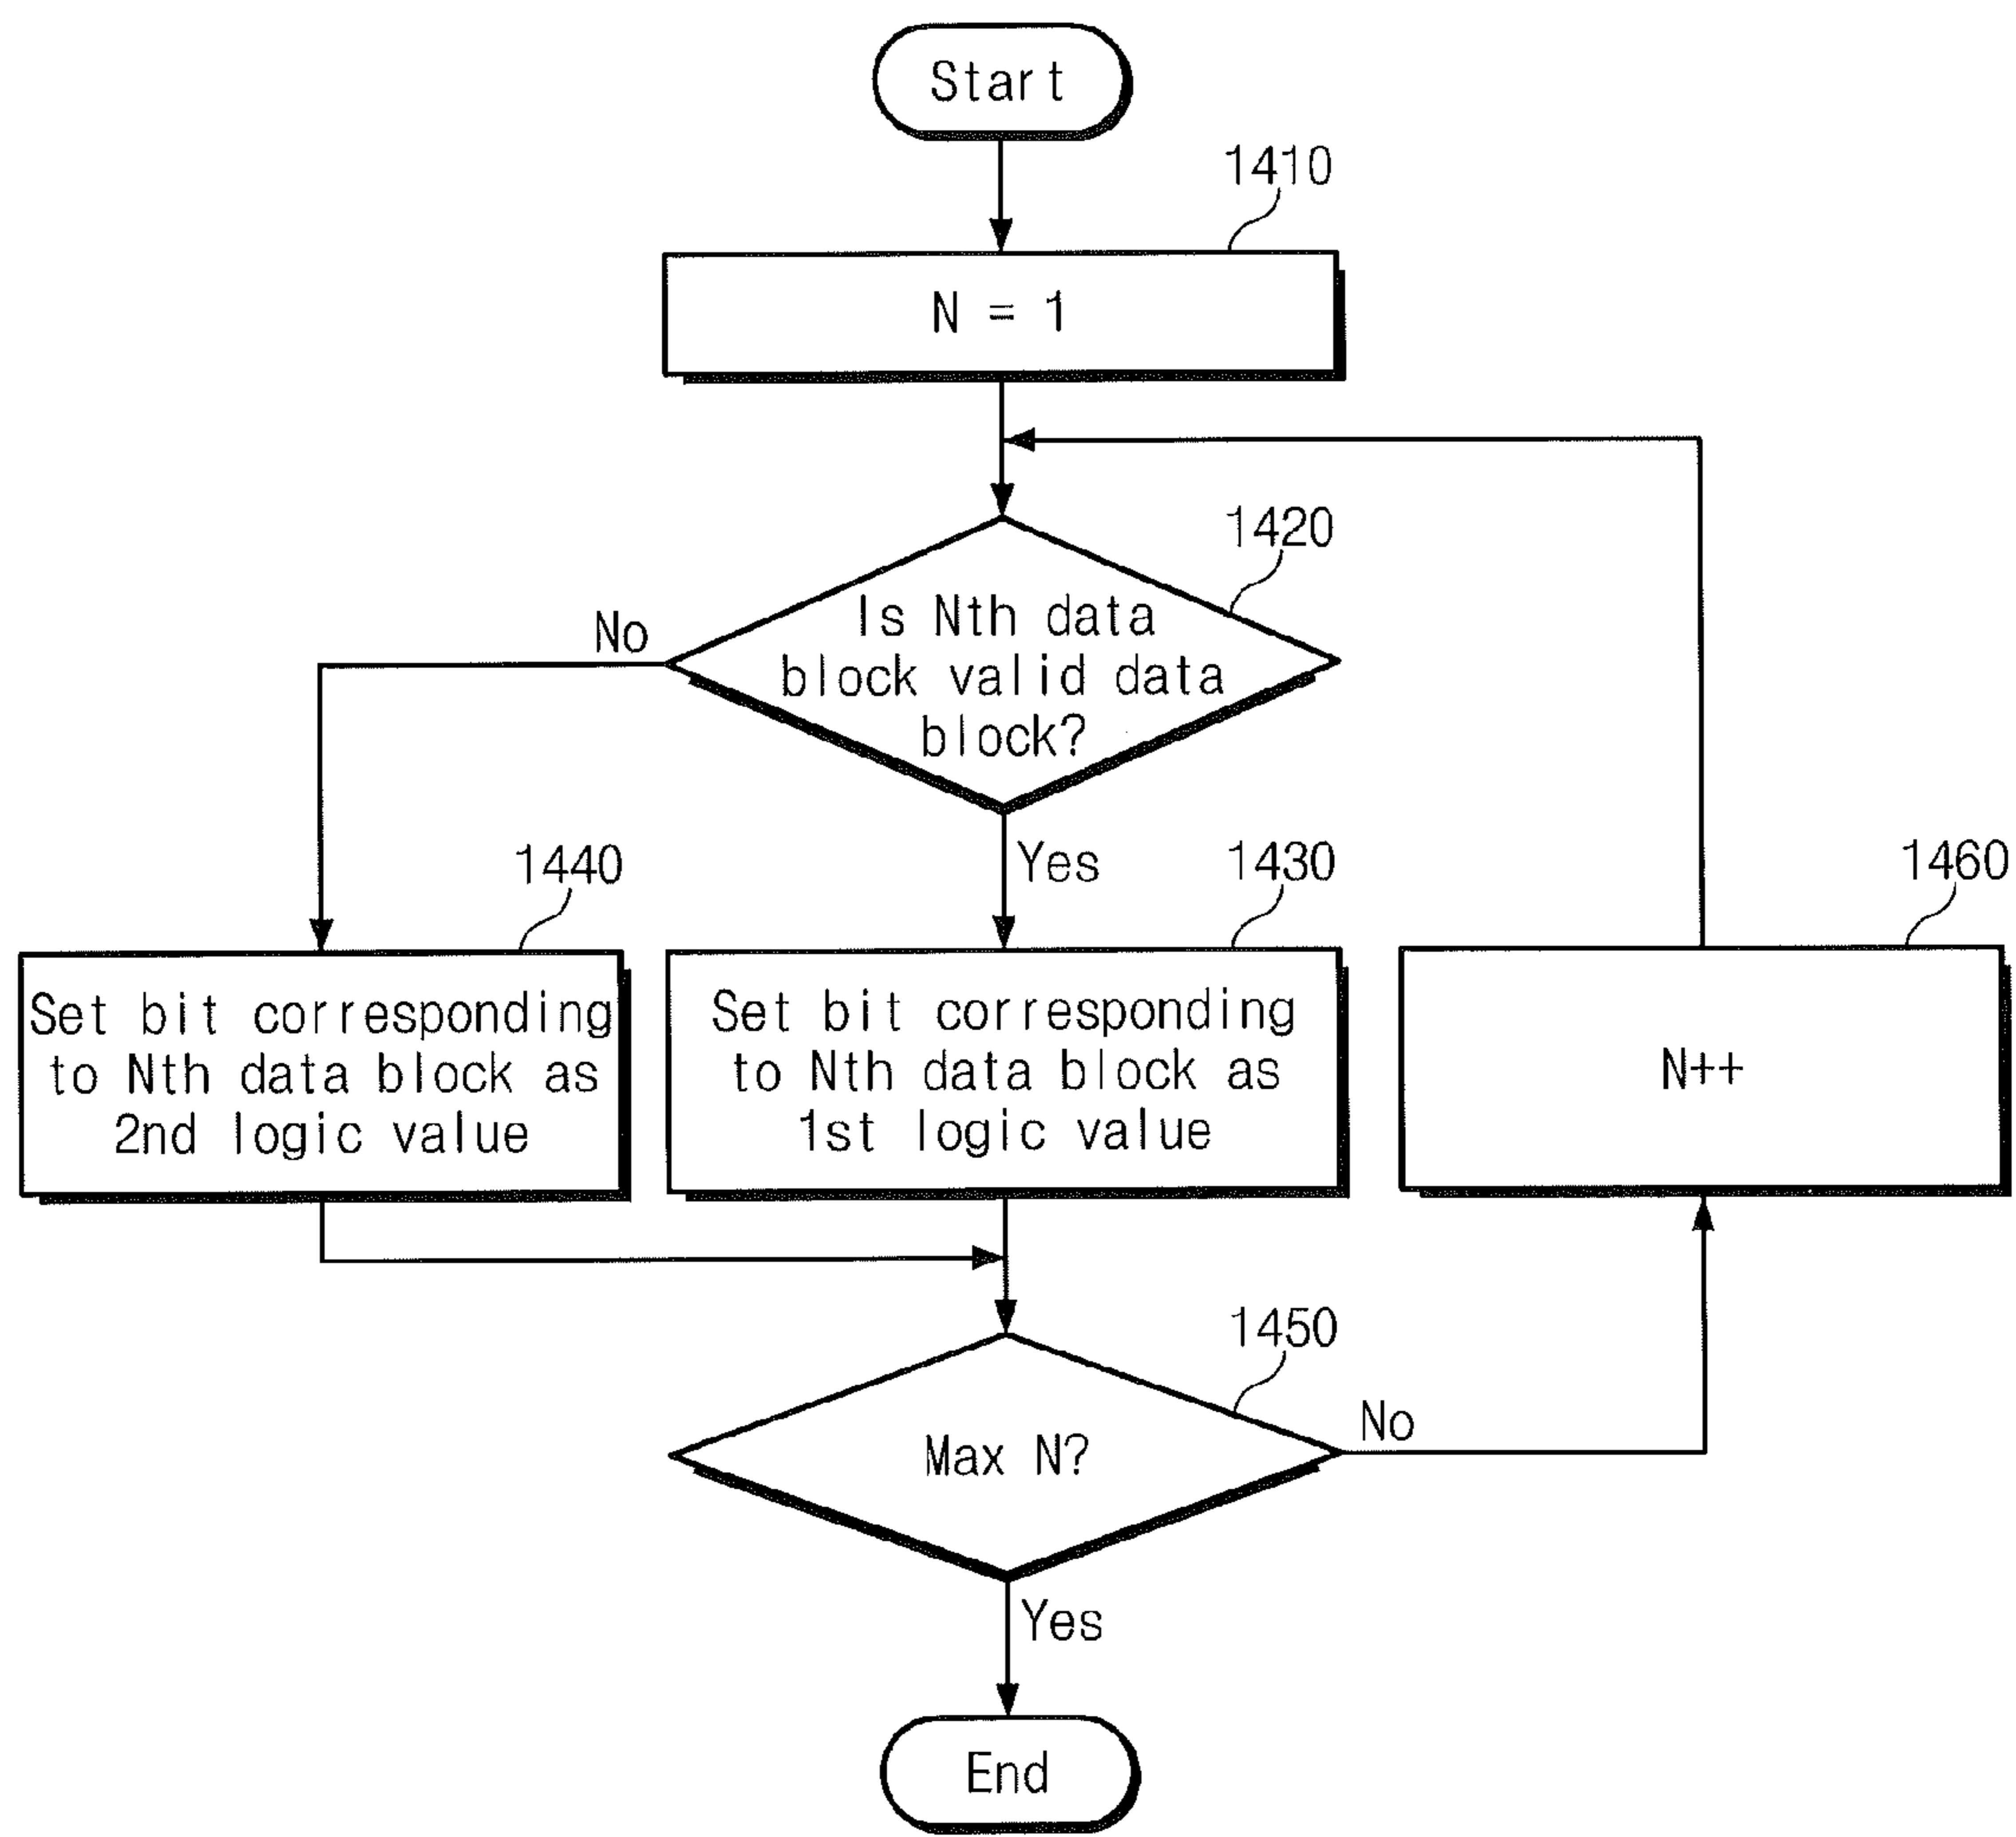 Start
1410
N = 1
1420
Is Nth data
block valid data
block?
No
Yes
1440
1430
1460
Set bit corresponding
to Nth data block as
2nd logic value
Set bit corresponding
to Nth data block as
1st logic value
N++
1450
Max N?
No
Yes
End